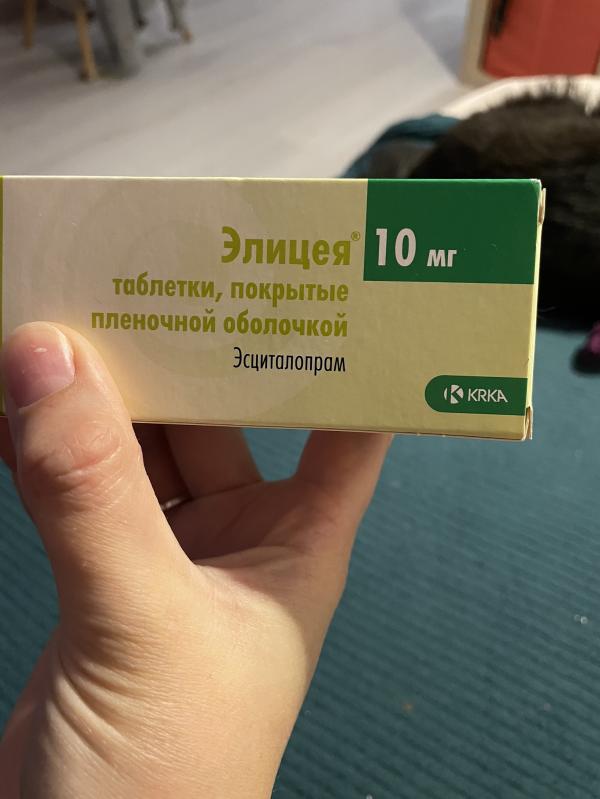 Элицея® 10 мг
таблетки, покрытые
пленочной оболочкой
Эсциталопрам
KRKA